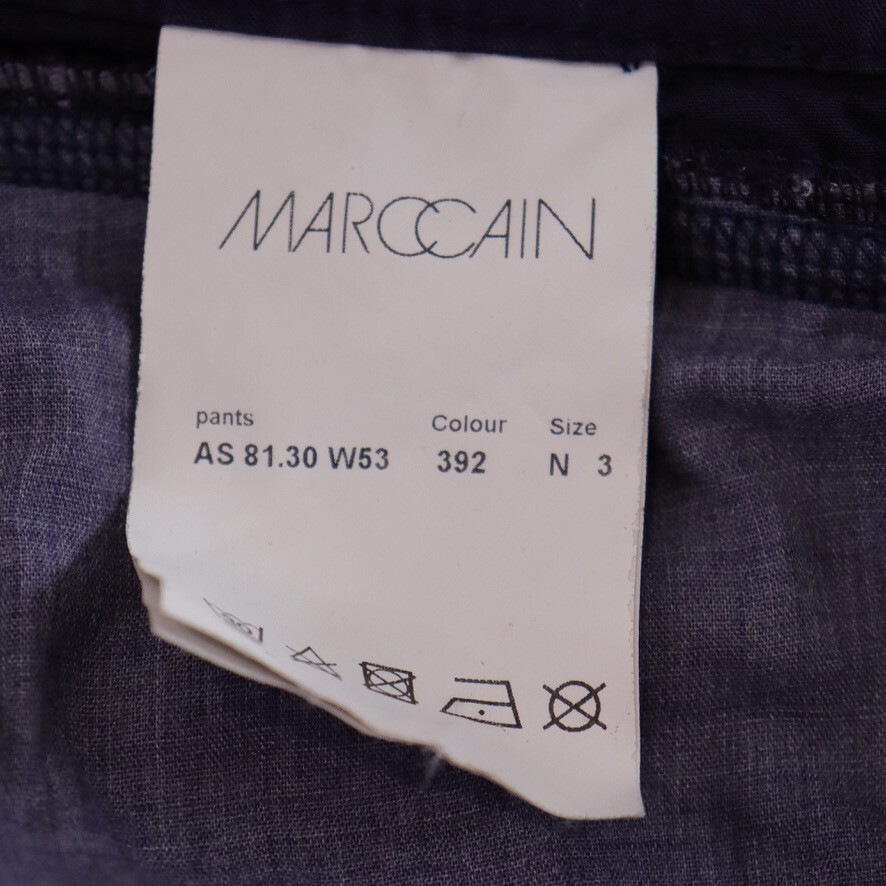 MARCCAIN
pants Colour Size
AS 81.30 W53 392 N 3